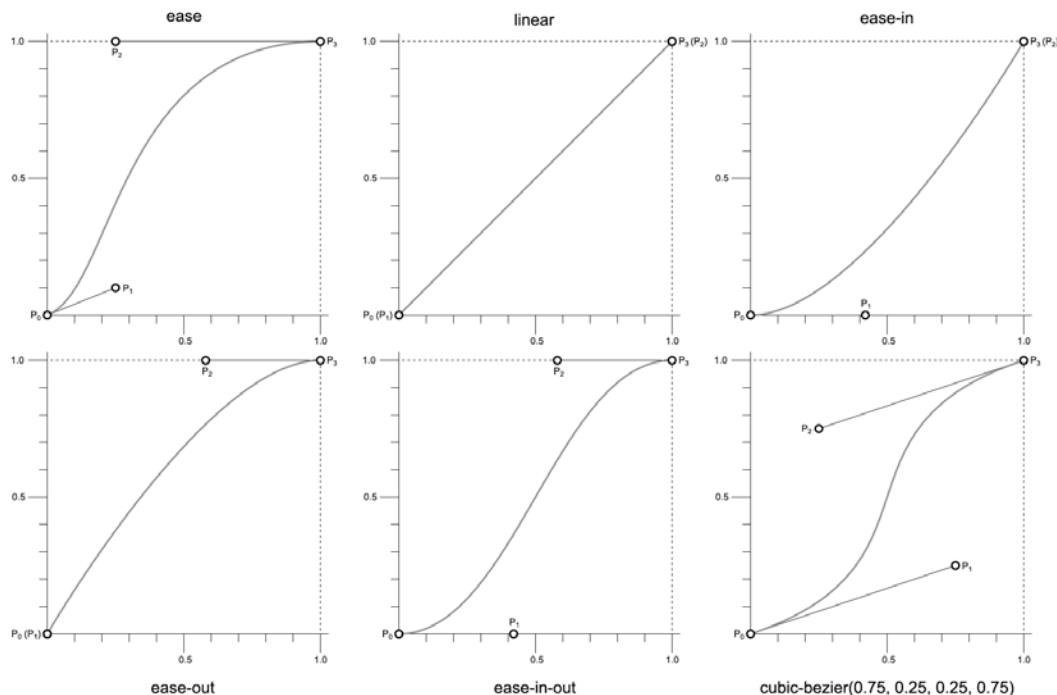 ease
linear
ease-in
1.0
P₂
P₃
0.5
P₁
P₀
0.5
1.0
1.0
P₃ (P₂)
0.5
P₀ (P₁)
0.5
1.0
1.0
P₃ (P₂)
0.5
P₁
P₀
0.5
1.0
1.0
P₂
P₃
0.5
P₀ (P₁)
0.5
1.0
1.0
P₂
P₃
0.5
P₁
P₀
0.5
1.0
1.0
P₃
P₂
0.5
P₁
P₀
0.5
1.0
ease-out
ease-in-out
cubic-bezier(0.75, 0.25, 0.25, 0.75)